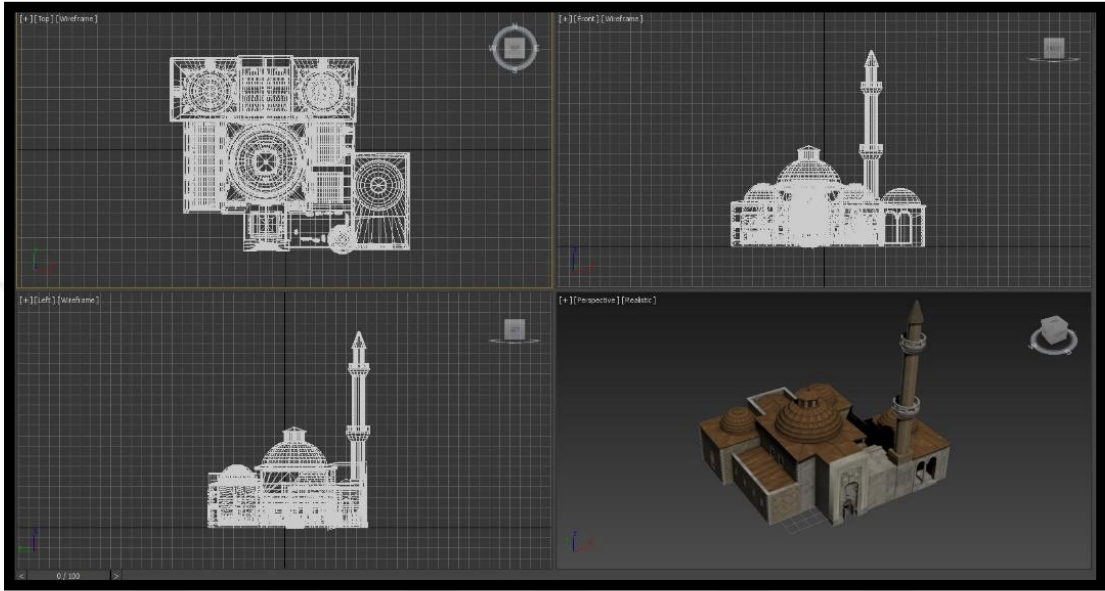 [+][Top][Wireframe]
N
W
E
S
[+][Front][Wireframe]
[+][Left][Wireframe]
[+][Perspective][Realistic]
< 0 / 100 >